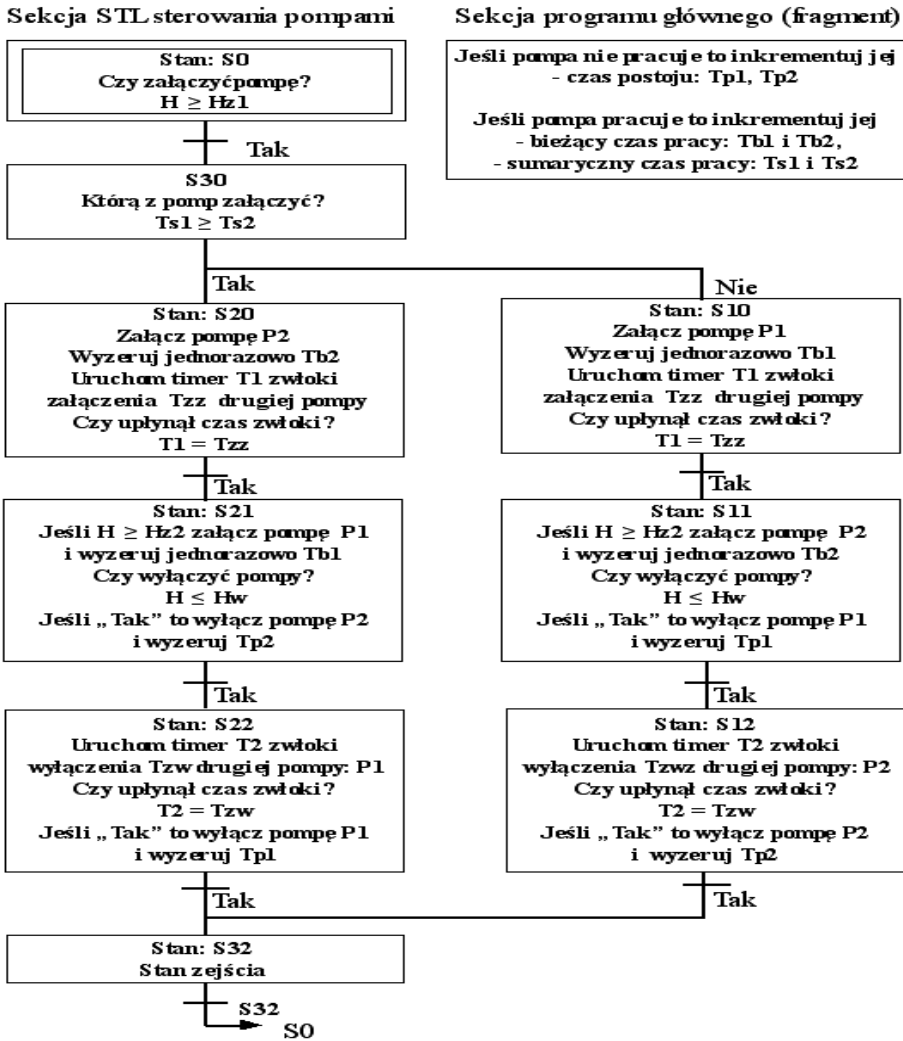 Sekcja STL sterowania pompami
Sekcja programu głównego (fragment)
Stan: S0
Czy załączyć pompę?
H ≥ Hz1
Jeśli pompa nie pracuje to inkrementuj jej
- czas postoju: Tp1, Tp2
Jeśli pompa pracuje to inkrementuj jej
- bieżący czas pracy: Tb1 i Tb2,
- sumaryczny czas pracy: Ts1 i Ts2
Tak
S30
Którą z pomp załączyć?
Ts1 ≥ Ts2
Tak
Nie
Stan: S20
Załącz pompę P2
Wyzeruj jednorazowo Tb2
Uruchom timer T1 zwłoki
załączenia Tzz drugiej pompy
Czy upłynął czas zwłoki?
T1 = Tzz
Tak
Stan: S21
Jeśli H ≥ Hz2 załącz pompę P1
i wyzeruj jednorazowo Tb1
Czy wyłączyć pompy?
H ≤ Hw
Jeśli „Tak” to wyłącz pompę P2
i wyzeruj Tp2
Tak
Stan: S22
Uruchom timer T2 zwłoki
wyłączenia Tzw drugiej pompy: P1
Czy upłynął czas zwłoki?
T2 = Tzw
Jeśli „Tak” to wyłącz pompę P1
i wyzeruj Tp1
Tak
Stan: S10
Załącz pompę P1
Wyzeruj jednorazowo Tb1
Uruchom timer T1 zwłoki
załączenia Tzz drugiej pompy
Czy upłynął czas zwłoki?
T1 = Tzz
Tak
Stan: S11
Jeśli H ≥ Hz2 załącz pompę P2
i wyzeruj jednorazowo Tb2
Czy wyłączyć pompy?
H ≤ Hw
Jeśli „Tak” to wyłącz pompę P1
i wyzeruj Tp1
Tak
Stan: S12
Uruchom timer T2 zwłoki
wyłączenia Tzwz drugiej pompy: P2
Czy upłynął czas zwłoki?
T2 = Tzw
Jeśli „Tak” to wyłącz pompę P2
i wyzeruj Tp2
Tak
Stan: S32
Stan zejścia
S32
S0